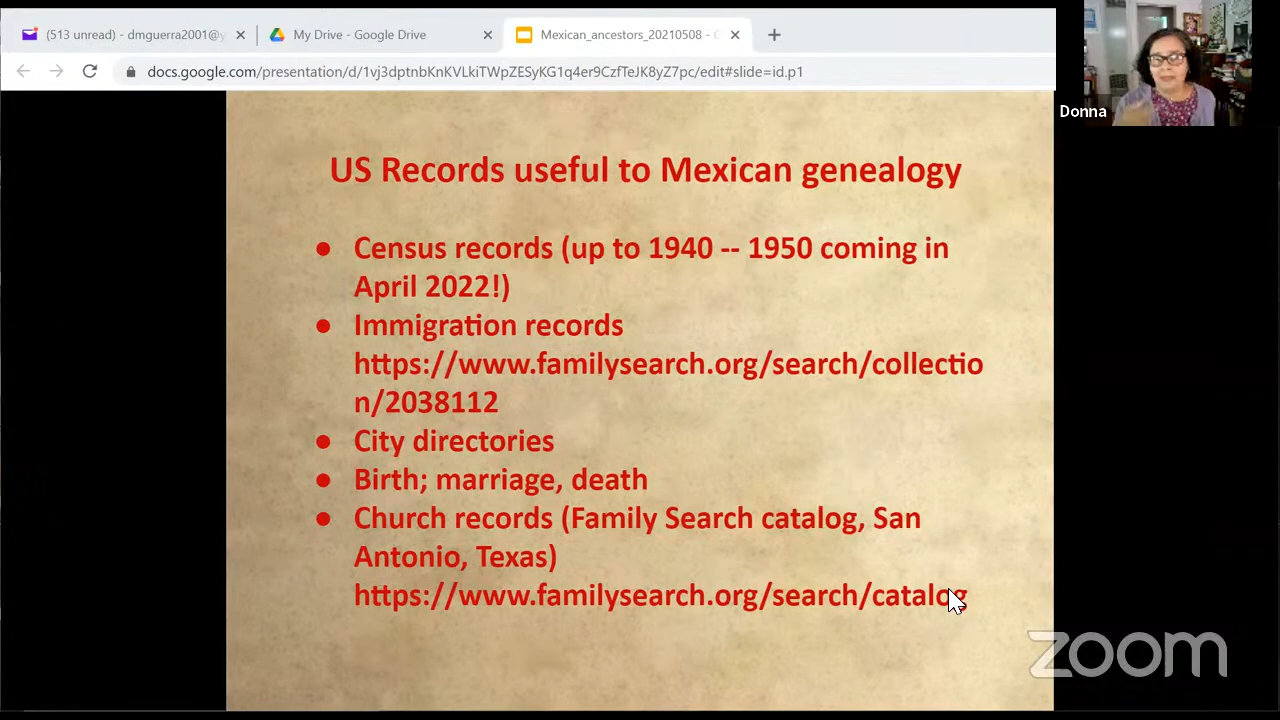 (513 unread) - dmguerra2001@y
My Drive - Google Drive
Mexican_ancestors_20210508 - G
docs.google.com/presentation/d/1vj3dptnbKnKVLkiTWpZESyKG1q4er9CzfTeJK8yZ7pc/edit#slide=id.p1
Donna
US Records useful to Mexican genealogy
● Census records (up to 1940 -- 1950 coming in
April 2022!)
● Immigration records
https://www.familysearch.org/search/collectio
n/2038112
● City directories
● Birth; marriage, death
● Church records (Family Search catalog, San
Antonio, Texas)
https://www.familysearch.org/search/catalog
zoom